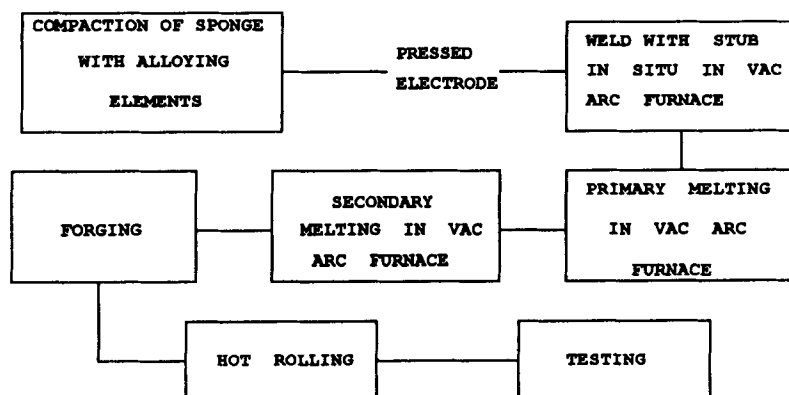 COMPACTION OF SPONGE
WITH ALLOYING
ELEMENTS
PRESSED
ELECTRODE
WELD WITH STUB
IN SITU IN VAC
ARC FURNACE
PRIMARY MELTING
IN VAC ARC
FURNACE
SECONDARY
MELTING IN VAC
ARC FURNACE
FORGING
HOT ROLLING
TESTING